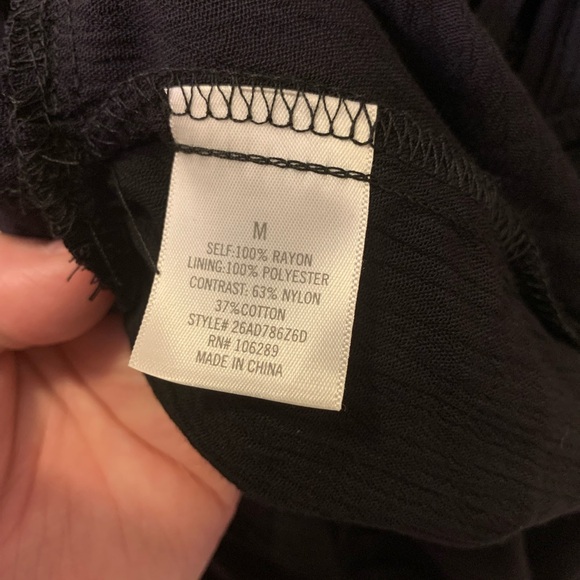 M
SELF:100% RAYON
LINING:100% POLYESTER
CONTRAST: 63% NYLON
37%COTTON
STYLE# 26AD786Z6D
RN# 106289
MADE IN CHINA